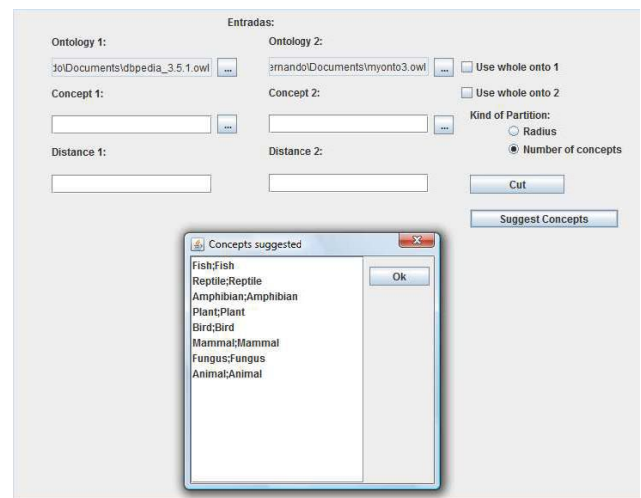 Entradas:
Ontology 1: Ontology 2:
do\Documents\dbpedia_3.5.1.owl ... ernando\Documents\myonto3.owl ... Use whole onto 1
Concept 1: Concept 2: Use whole onto 2
... ...
Kind of Partition:
Radius
Number of concepts
Distance 1: Distance 2:
Cut
Suggest Concepts
Concepts suggested
Fish;Fish
Reptile;Reptile
Amphibian;Amphibian
Plant;Plant
Bird;Bird
Mammal;Mammal
Fungus;Fungus
Animal;Animal
Ok